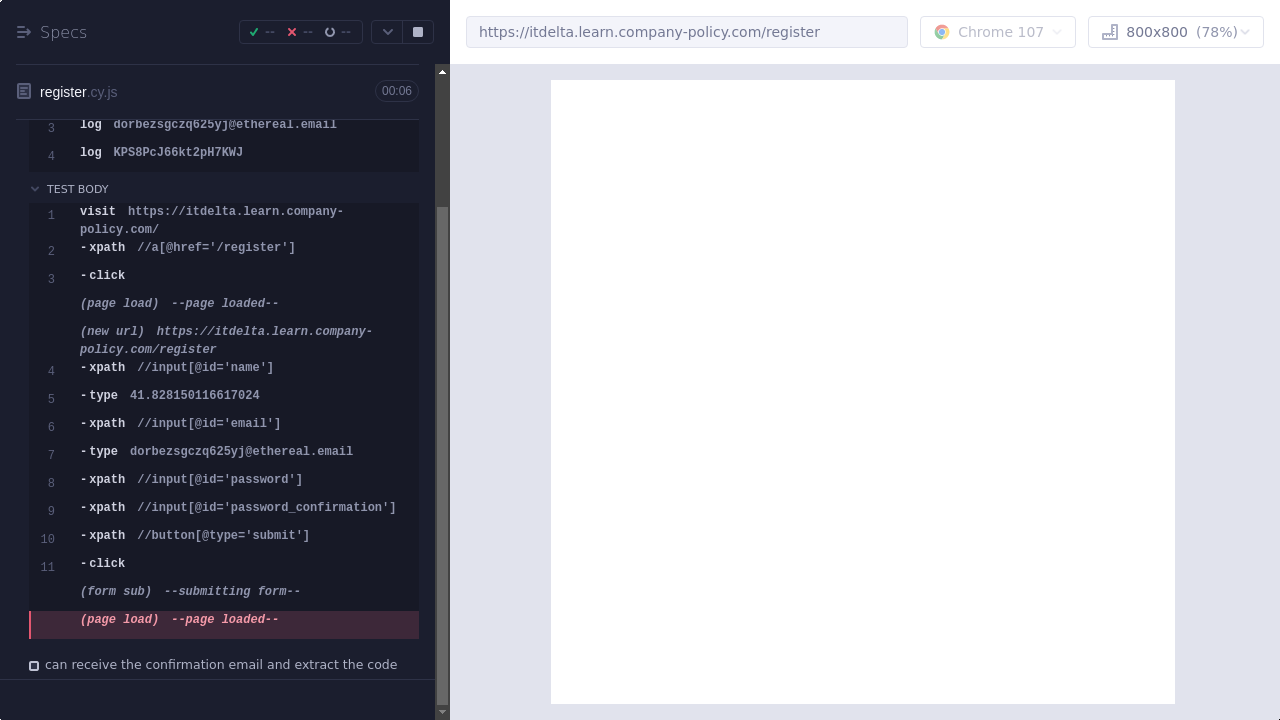 Specs
-- -- --
https://itdelta.learn.company-policy.com/register
Chrome 107
800x800 (78%)
register.cy.js
00:06
3 log dorbezsgczq625yj@ethereal.email
4 log KPS8PcJ66kt2pH7KWJ
TEST BODY
1 visit https://itdelta.learn.company-
policy.com/
2 -xpath //a[@href='/register']
3 -click
(page load) --page loaded--
(new url) https://itdelta.learn.company-
policy.com/register
4 -xpath //input[@id='name']
5 -type 41.828150116617024
6 -xpath //input[@id='email']
7 -type dorbezsgczq625yj@ethereal.email
8 -xpath //input[@id='password']
9 -xpath //input[@id='password_confirmation']
10 -xpath //button[@type='submit']
11 -click
(form sub) --submitting form--
(page load) --page loaded--
can receive the confirmation email and extract the code